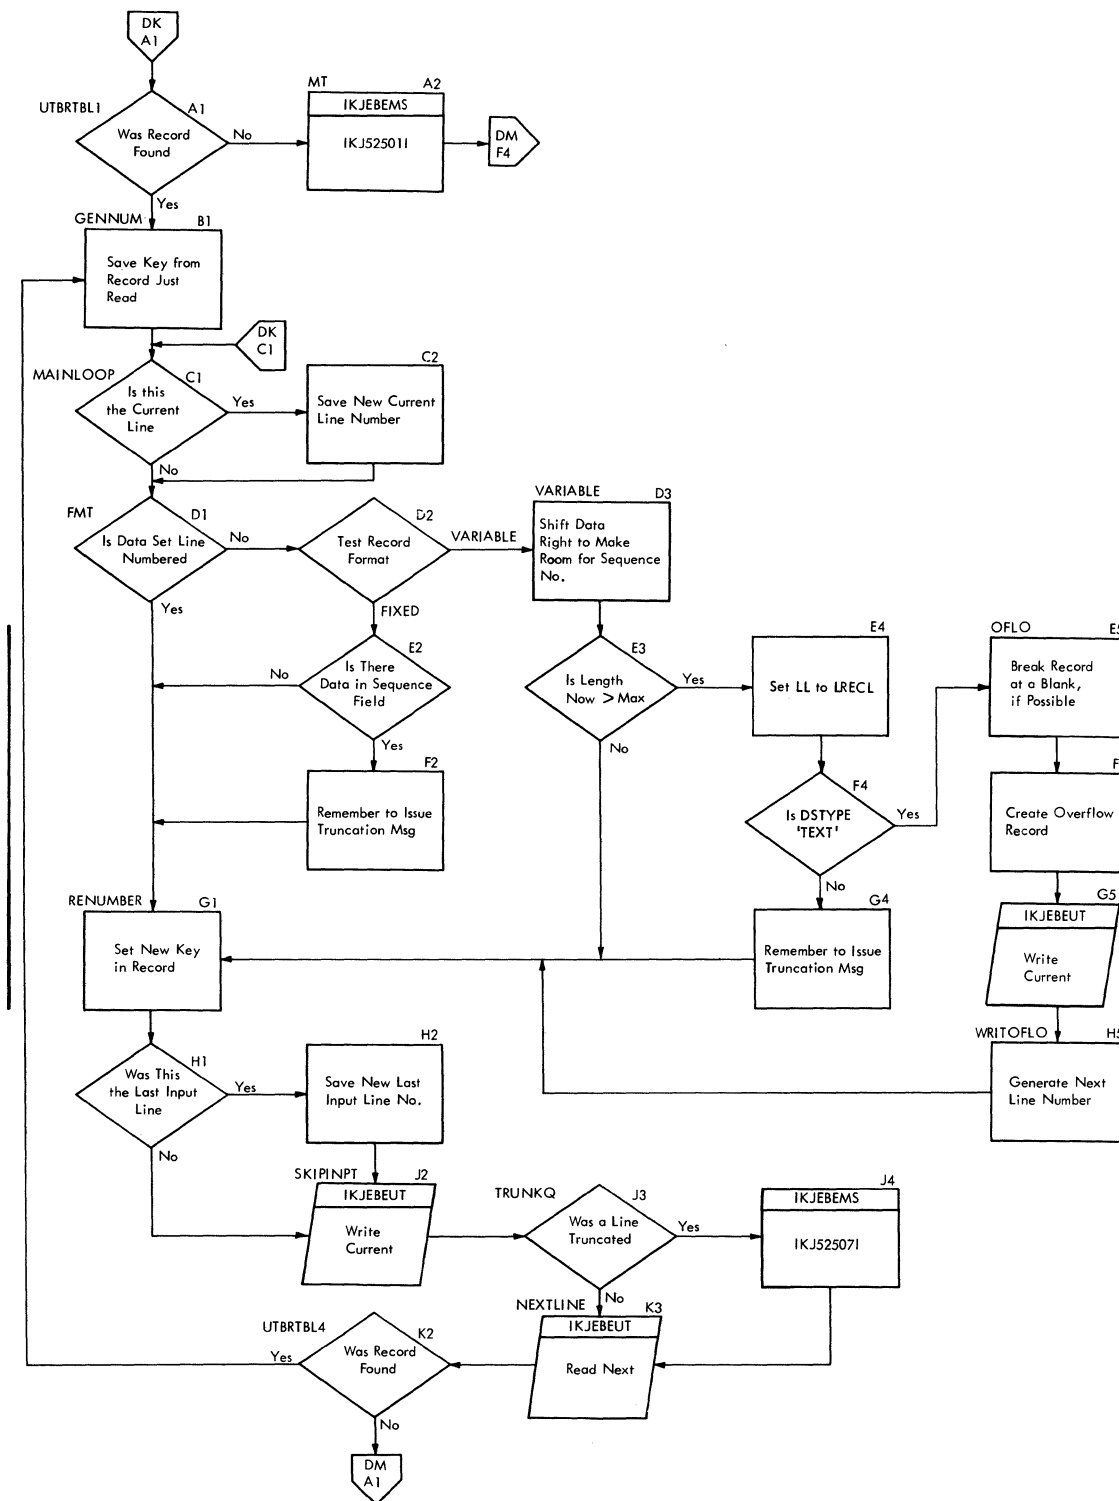 DK
A1
UTBRTBL1
A1
Was Record
Found
No
Yes
MT
A2
IKJEBEMS
IKJ52501I
DM
F4
GENNUM
B1
Save Key from
Record Just
Read
DK
C1
MAINLOOP
C1
Is this
the Current
Line
Yes
No
C2
Save New Current
Line Number
FMT
D1
Is Data Set Line
Numbered
No
Yes
D2
Test Record
Format
VARIABLE
FIXED
VARIABLE
D3
Shift Data
Right to Make
Room for Sequence
No.
E2
Is There
Data in Sequence
Field
No
Yes
E3
Is Length
Now > Max
Yes
No
E4
Set LL to LRECL
OFLO
E5
Break Record
at a Blank,
if Possible
F2
Remember to Issue
Truncation Msg
F4
Is DSTYPE
'TEXT'
Yes
No
F
Create Overflow
Record
RENUMBER
G1
Set New Key
in Record
G4
Remember to Issue
Truncation Msg
G5
IKJEBEUT
Write
Current
H1
Was This
the Last Input
Line
Yes
No
H2
Save New Last
Input Line No.
WRITOFLO
H5
Generate Next
Line Number
SKIPINPT
J2
IKJEBEUT
Write
Current
TRUNKQ
J3
Was a Line
Truncated
Yes
No
J4
IKJEBEMS
IKJ52507I
NEXTLINE
K3
IKJEBEUT
Read Next
UTBRTBL4
K2
Was Record
Found
Yes
No
DM
A1